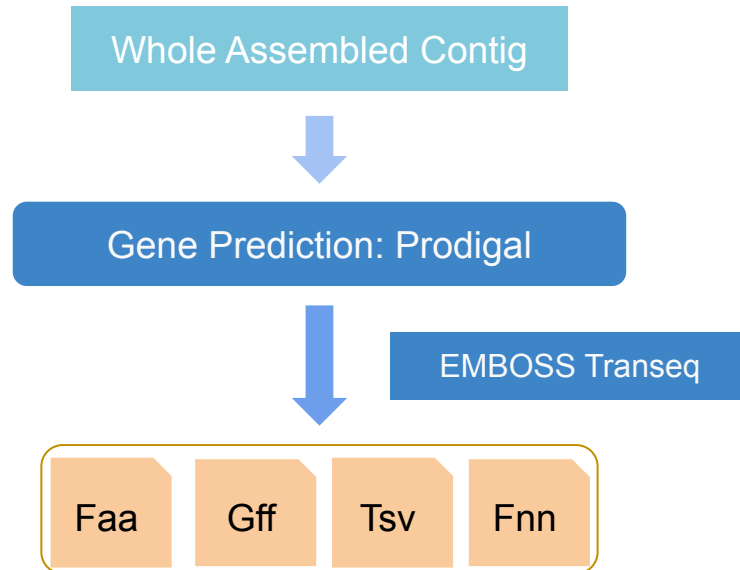 Whole Assembled Contig
Gene Prediction: Prodigal
EMBOSS Transeq
Faa
Gff
Tsv
Fnn